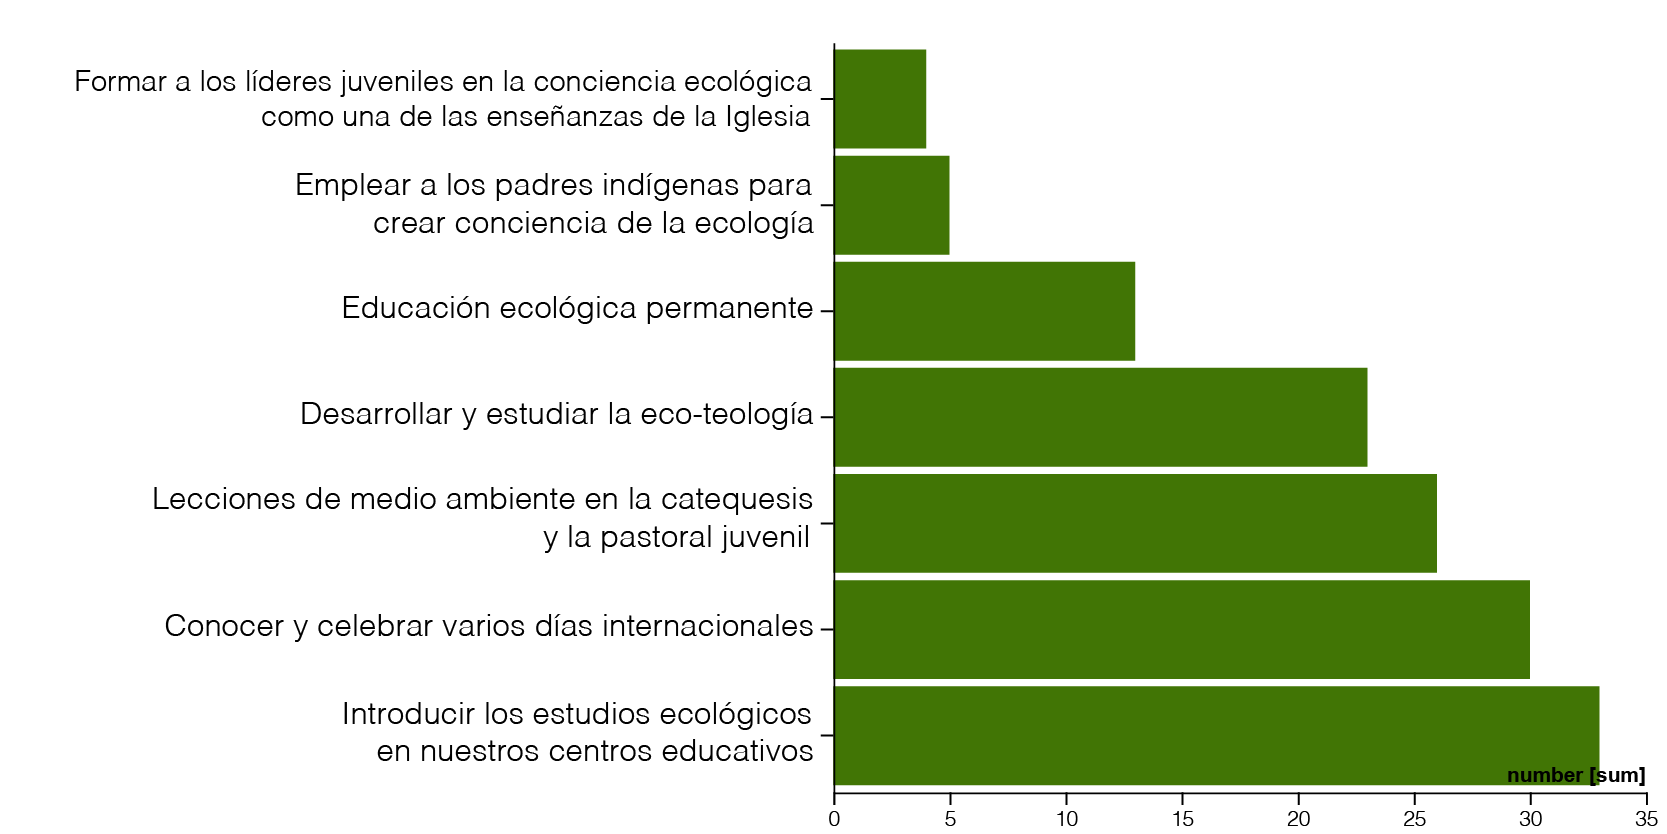 Formar a los líderes juveniles en la conciencia ecológica
como una de las enseñanzas de la Iglesia
Emplear a los padres indígenas para
crear conciencia de la ecología
Educación ecológica permanente
Desarrollar y estudiar la eco-teología
Lecciones de medio ambiente en la catequesis
y la pastoral juvenil
Conocer y celebrar varios días internacionales
Introducir los estudios ecológicos
en nuestros centros educativos
number [sum]
0 5 10 15 20 25 30 35